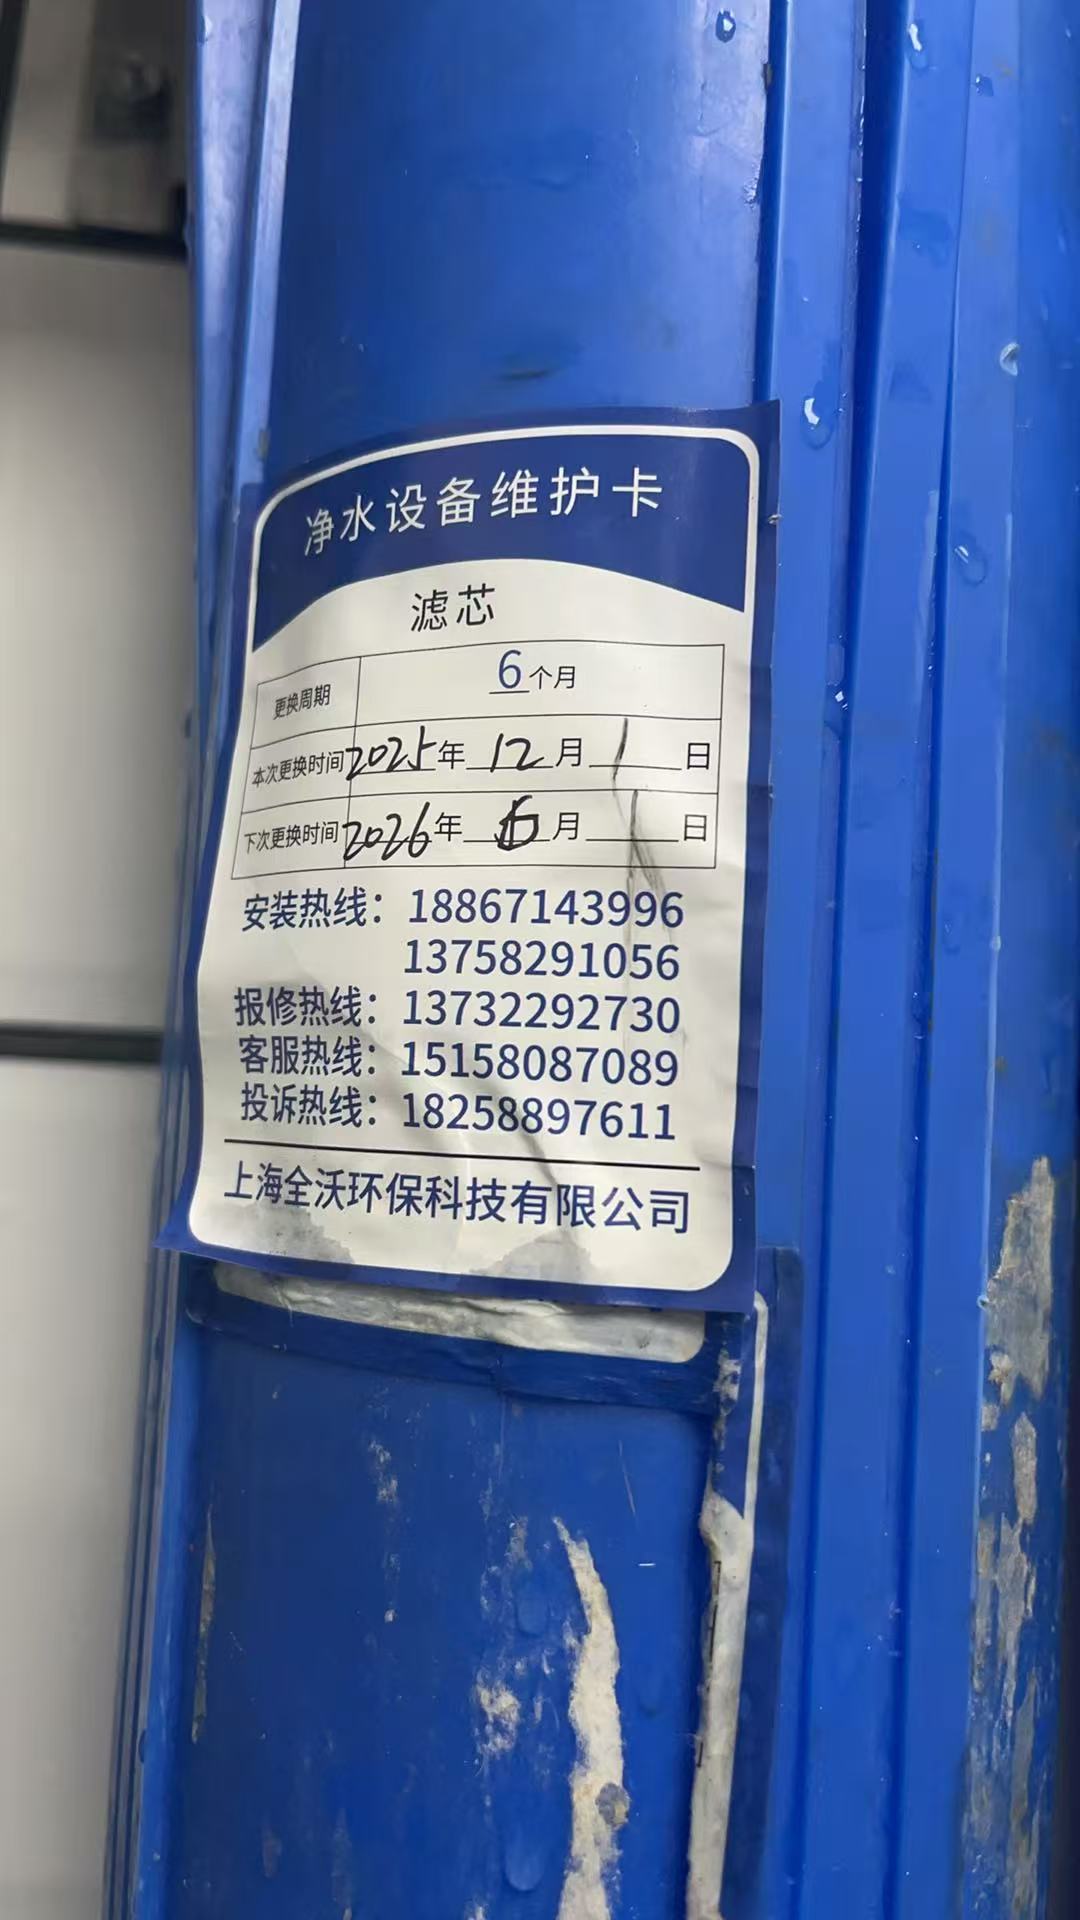 净水设备维护卡
滤芯
更换周期 6个月
本次更换时间 2025年 12月 1日
下次更换时间 2026年 6月 1日
安装热线：18867143996
13758291056
报修热线：13732292730
客服热线：15158087089
投诉热线：18258897611
上海全沃环保科技有限公司